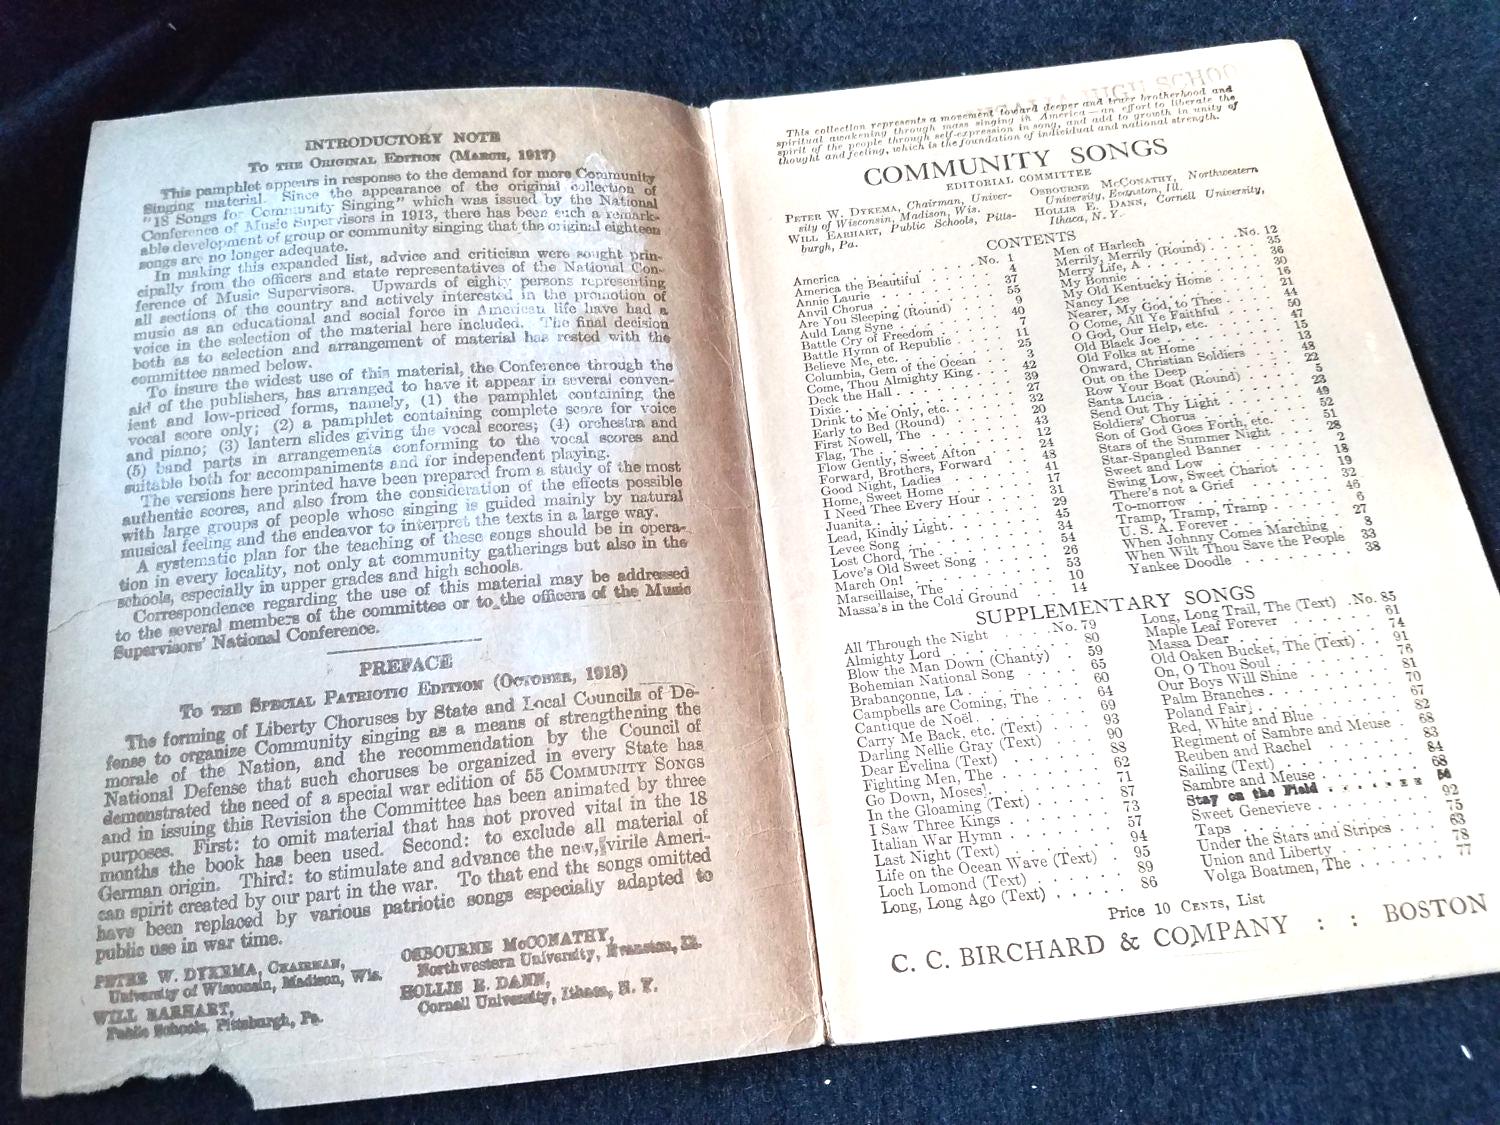 INTRODUCTORY NOTE
TO THE ORIGINAL EDITION (MARCH, 1917)
This pamphlet appears in response to the demand for more Community
Singing material. Since the appearance of the original collection of
"18 Songs for Community Singing" which was issued by the National
Conference of Music Supervisors in 1913, there has been such a remark-
able development of group or community singing that the original eighteen
songs are no longer adequate.
In making this expanded list, advice and criticism were sought prin-
cipally from the officers and state representatives of the National Con-
ference of Music Supervisors. Upwards of eighty persons representing
all sections of the country and actively interested in the promotion of
music as an educational and social force in American life have had a
voice in the selection of the material here included. The final decision
both as to selection and arrangement of material has rested with the
committee named below.
To insure the widest use of this material, the Conference through the
aid of the publishers, has arranged to have it appear in several conven-
ient and low-priced forms, namely, (1) the pamphlet containing the
vocal score only; (2) a pamphlet containing complete score for voice
and piano; (3) lantern slides giving the vocal scores; (4) orchestra and
(5) band parts in arrangements conforming to the vocal scores and
suitable both for accompaniments and for independent playing.
The versions here printed have been prepared from a study of the most
authentic scores, and also from the consideration of the effects possible
with large groups of people whose singing is guided mainly by natural
musical feeling and the endeavor to interpret the texts in a large way.
A systematic plan for the teaching of these songs should be in opera-
tion in every locality, not only at community gatherings but also in the
schools, especially in upper grades and high schools.
Correspondence regarding the use of this material may be addressed
to the several members of the committee or to the officers of the Music
Supervisors' National Conference.
PREFACE
TO THE SPECIAL PATRIOTIC EDITION (OCTOBER, 1918)
The forming of Liberty Choruses by State and Local Councils of De-
fense to organize Community singing as a means of strengthening the
morale of the Nation, and the recommendation by the Council of
National Defense that such choruses be organized in every State has
demonstrated the need of a special war edition of 55 COMMUNITY SONGS
and in issuing this Revision the Committee has been animated by three
purposes. First: to omit material that has not proved vital in the 18
months the book has been used. Second: to exclude all material of
German origin. Third: to stimulate and advance the new, virile Ameri-
can spirit created by our part in the war. To that end the songs omitted
have been replaced by various patriotic songs especially adapted to
public use in war time.
PETER W. DYKEMA, CHAIRMAN,
University of Wisconsin, Madison, Wis.
WILL EARHART,
Public Schools, Pittsburgh, Pa.
OSBOURNE McCONATHY,
Northwestern University, Evanston, Ill.
HOLLIS E. DANN,
Cornell University, Ithaca, N. Y.
HIGH SCHOO
This collection represents a movement toward deeper and truer brotherhood and
spiritual awakening through mass singing in America—an effort to liberate the
spirit of the people through self-expression in song, and add to growth in unity of
thought and feeling, which is the foundation of individual and national strength.
COMMUNITY SONGS
EDITORIAL COMMITTEE
PETER W. DYKEMA, Chairman, Univer-
sity of Wisconsin, Madison, Wis.
WILL EARHART, Public Schools, Pitts-
burgh, Pa.
OSBOURNE McCONATHY, Northwestern
University, Evanston, Ill.
HOLLIS E. DANN, Cornell University,
Ithaca, N. Y.
CONTENTS
America . . . No. 1
America the Beautiful . . . 4
Annie Laurie . . . 37
Anvil Chorus . . . 55
Are You Sleeping (Round) . . . 9
Auld Lang Syne . . . 40
Battle Cry of Freedom . . . 7
Battle Hymn of Republic . . . 11
Believe Me, etc. . . . 25
Columbia, Gem of the Ocean . . . 3
Come, Thou Almighty King . . . 42
Deck the Hall . . . 39
Dixie . . . 27
Drink to Me Only, etc. . . . 32
Early to Bed (Round) . . . 20
First Nowell, The . . . 43
Flag, The . . . 12
Flow Gently, Sweet Afton . . . 24
Forward, Brothers, Forward . . . 48
Good Night, Ladies . . . 41
Home, Sweet Home . . . 17
I Need Thee Every Hour . . . 31
Juanita . . . 29
Lead, Kindly Light . . . 45
Levee Song . . . 34
Lost Chord, The . . . 54
Love's Old Sweet Song . . . 26
March On! . . . 53
Marseillaise, The . . . 10
Massa's in the Cold Ground . . . 14
Men of Harlech . . . No. 12
Merrily, Merrily (Round) . . . 35
Merry Life, A . . . 36
My Bonnie . . . 30
My Old Kentucky Home . . . 16
Nancy Lee . . . 21
Nearer, My God, to Thee . . . 44
O Come, All Ye Faithful . . . 50
O God, Our Help, etc. . . . 47
Old Black Joe . . . 15
Old Folks at Home . . . 13
Onward, Christian Soldiers . . . 48
Out on the Deep . . . 22
Row Your Boat (Round) . . . 5
Santa Lucia . . . 23
Send Out Thy Light . . . 49
Soldiers' Chorus . . . 52
Son of God Goes Forth, etc. . . . 51
Stars of the Summer Night . . . 28
Star-Spangled Banner . . . 2
Sweet and Low . . . 18
Swing Low, Sweet Chariot . . . 19
There's not a Grief . . . 32
To-morrow . . . 46
Tramp, Tramp, Tramp . . . 6
U. S. A. Forever . . . 27
When Johnny Comes Marching . . . 8
When Wilt Thou Save the People . . . 33
Yankee Doodle . . . 38
SUPPLEMENTARY SONGS
All Through the Night . . . No. 79
Almighty Lord . . . 80
Blow the Man Down (Chanty) . . . 59
Bohemian National Song . . . 65
Brabançonne, La . . . 60
Campbells are Coming, The . . . 64
Cantique de Noël . . . 69
Carry Me Back, etc. (Text) . . . 93
Darling Nellie Gray (Text) . . . 90
Dear Evelina (Text) . . . 88
Fighting Men, The . . . 62
Go Down, Moses! . . . 71
In the Gloaming (Text) . . . 87
I Saw Three Kings . . . 73
Italian War Hymn . . . 57
Last Night (Text) . . . 94
Life on the Ocean Wave (Text) . . . 95
Loch Lomond (Text) . . . 89
Long, Long Ago (Text) . . . 86
Long, Long Trail, The (Text) . No. 85
Maple Leaf Forever . . . 61
Massa Dear . . . 74
Old Oaken Bucket, The (Text) . . . 91
On, O Thou Soul . . . 76
Our Boys Will Shine . . . 81
Palm Branches . . . 70
Poland Fair . . . 67
Red, White and Blue . . . 82
Regiment of Sambre and Meuse . 68
Reuben and Rachel . . . 83
Sailing (Text) . . . 84
Sambre and Meuse . . . 68
Stay on the Field . . . 56
Sweet Genevieve . . . 92
Taps . . . 75
Under the Stars and Stripes . . . 63
Union and Liberty . . . 78
Volga Boatmen, The . . . 77
Price 10 CENTS, List
C. C. BIRCHARD & COMPANY : : BOSTON